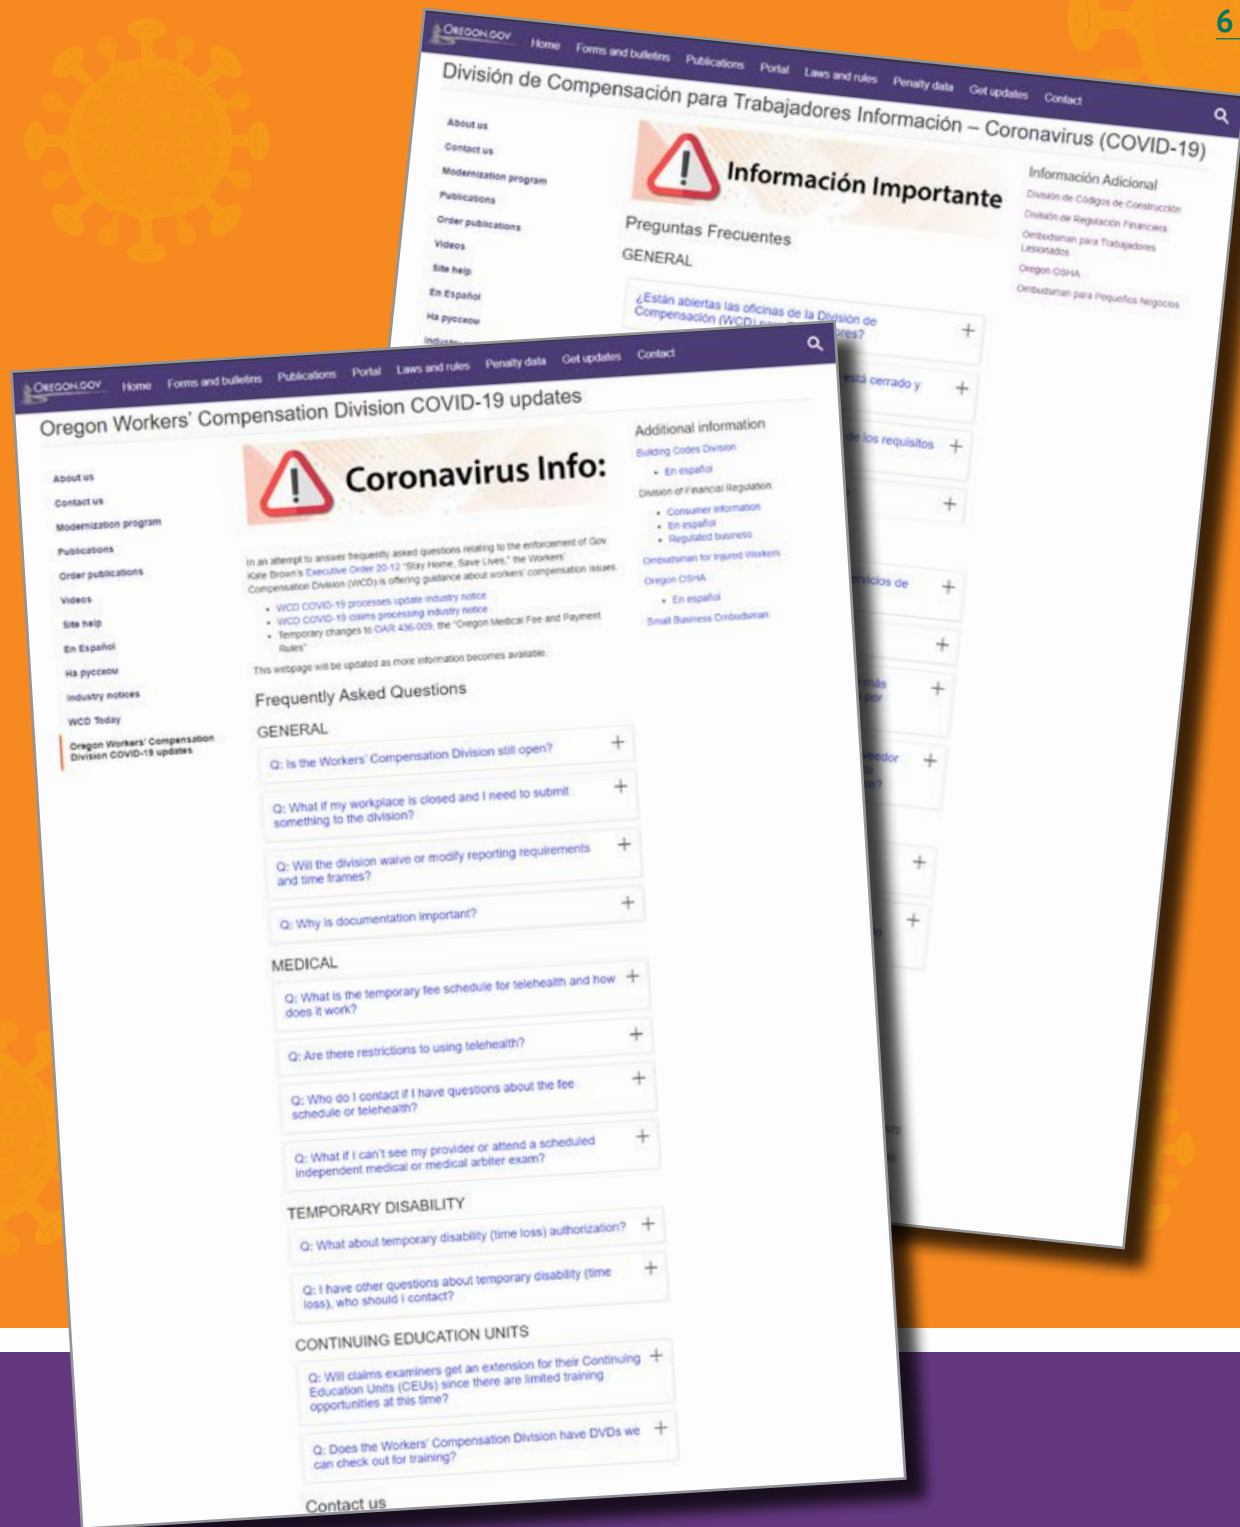 6
OREGON.GOV Home Forms and bulletins Publications Portal Laws and rules Penalty data Get updates Contact
División de Compensación para Trabajadores Información – Coronavirus (COVID-19)
About us
Contact us
Modernization program
Publications
Order publications
Videos
Site help
En Español
На русском
Información Importante
Preguntas Frecuentes
GENERAL
¿Están abiertas las oficinas de la División de
Compensación (WCD)
Información Adicional
División de Códigos de Construcción
División de Regulación Financiera
Ombudsman para Trabajadores
Lesionados
Oregon OSHA
Ombudsman para Pequeños Negocios
está cerrado y
de los requisitos
de
más
por
OREGON.GOV Home Forms and bulletins Publications Portal Laws and rules Penalty data Get updates Contact
Oregon Workers' Compensation Division COVID-19 updates
About us
Contact us
Modernization program
Publications
Order publications
Videos
Site help
En Español
На русском
Industry notices
WCD Today
Oregon Workers' Compensation
Division COVID-19 updates
Coronavirus Info:
In an attempt to answer frequently asked questions relating to the enforcement of Gov
Kate Brown's Executive Order 20-12 "Stay Home, Save Lives," the Workers'
Compensation Division (WCD) is offering guidance about workers' compensation issues.
• WCD COVID-19 processes update industry notice
• WCD COVID-19 claims processing industry notice
• Temporary changes to OAR 436-009, the "Oregon Medical Fee and Payment
Rules"
This webpage will be updated as more information becomes available.
Frequently Asked Questions
GENERAL
Q: Is the Workers' Compensation Division still open?
Q: What if my workplace is closed and I need to submit
something to the division?
Q: Will the division waive or modify reporting requirements
and time frames?
Q: Why is documentation important?
MEDICAL
Q: What is the temporary fee schedule for telehealth and how
does it work?
Q: Are there restrictions to using telehealth?
Q: Who do I contact if I have questions about the fee
schedule or telehealth?
Q: What if I can't see my provider or attend a scheduled
independent medical or medical arbiter exam?
TEMPORARY DISABILITY
Q: What about temporary disability (time loss) authorization?
Q: I have other questions about temporary disability (time
loss), who should I contact?
CONTINUING EDUCATION UNITS
Q: Will claims examiners get an extension for their Continuing
Education Units (CEUs) since there are limited training
opportunities at this time?
Q: Does the Workers' Compensation Division have DVDs we
can check out for training?
Contact us
Additional information
Building Codes Division
• En español
Division of Financial Regulation
• Consumer information
• En español
• Regulated business
Ombudsman for Injured Workers
Oregon OSHA
• En español
Small Business Ombudsman